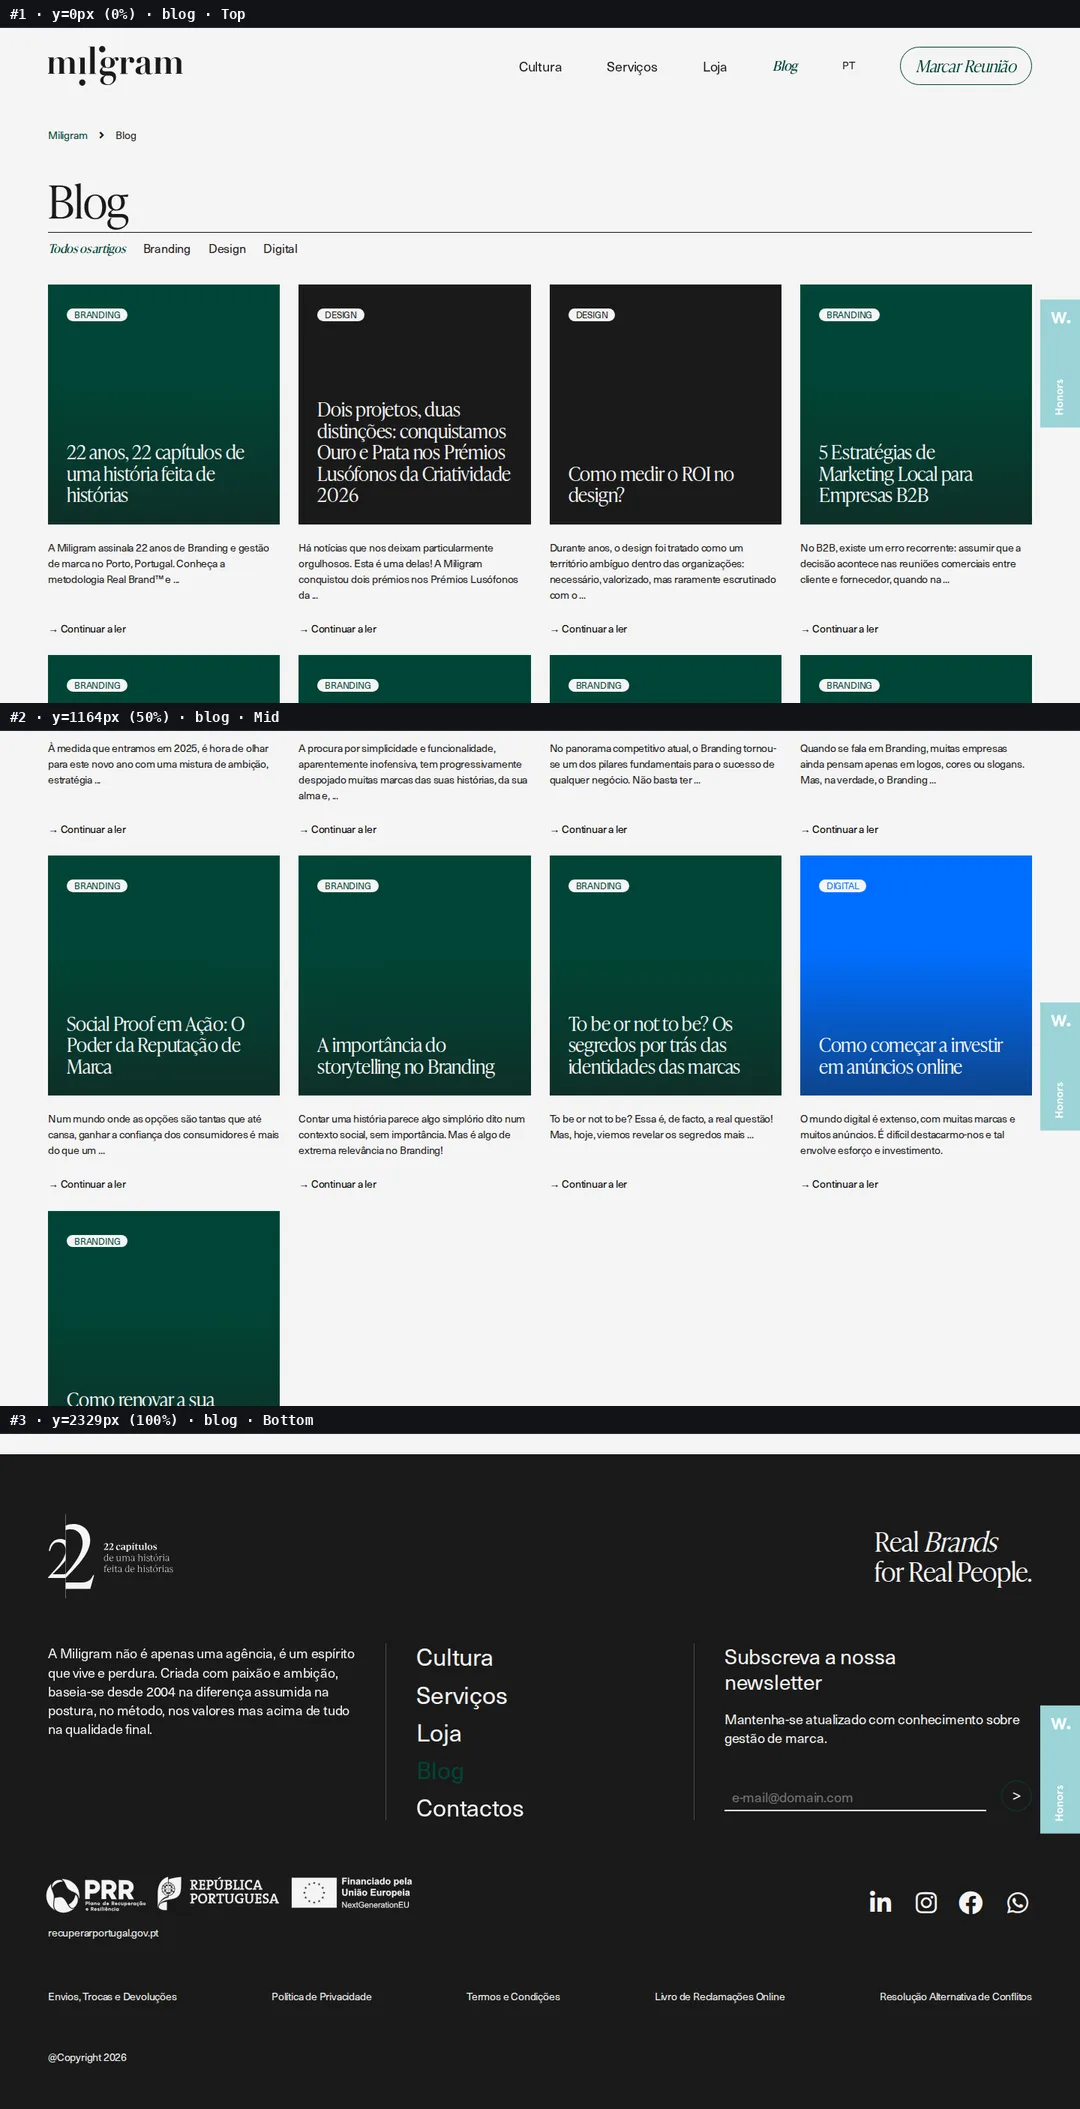 #1 · y=0px (0%) · blog · Top
milgram
Cultura
Serviços
Loja
Blog
PT
Marcar Reunião
Miligram
Blog
Blog
Todos os artigos
Branding
Design
Digital
BRANDING
22 anos, 22 capítulos de
uma história feita de
histórias
DESIGN
Dois projetos, duas
distinções: conquistamos
Ouro e Prata nos Prémios
Lusófonos da Criatividade
2026
DESIGN
Como medir o ROI no
design?
BRANDING
5 Estratégias de
Marketing Local para
Empresas B2B
W.
Honors
A Miligram assinala 22 anos de Branding e gestão
de marca no Porto, Portugal. Conheça a
metodologia Real Brand™ e ...
→ Continuar a ler
Há notícias que nos deixam particularmente
orgulhosos. Esta é uma delas! A Miligram
conquistou dois prémios nos Prémios Lusófonos
da ...
→ Continuar a ler
Durante anos, o design foi tratado como um
território ambíguo dentro das organizações:
necessário, valorizado, mas raramente escrutinado
com o ...
→ Continuar a ler
No B2B, existe um erro recorrente: assumir que a
decisão acontece nas reuniões comerciais entre
cliente e fornecedor, quando na ...
→ Continuar a ler
BRANDING
BRANDING
BRANDING
BRANDING
#2 · y=1164px (50%) · blog · Mid
À medida que entramos em 2025, é hora de olhar
para este novo ano com uma mistura de ambição,
estratégia ...
→ Continuar a ler
A procura por simplicidade e funcionalidade,
aparentemente inofensiva, tem progressivamente
despojado muitas marcas das suas histórias, da sua
alma e, ...
→ Continuar a ler
No panorama competitivo atual, o Branding tornou-
se um dos pilares fundamentais para o sucesso de
qualquer negócio. Não basta ter ...
→ Continuar a ler
Quando se fala em Branding, muitas empresas
ainda pensam apenas em logos, cores ou slogans.
Mas, na verdade, o Branding ...
→ Continuar a ler
BRANDING
Social Proof em Ação: O
Poder da Reputação de
Marca
BRANDING
A importância do
storytelling no Branding
BRANDING
To be or not to be? Os
segredos por trás das
identidades das marcas
DIGITAL
Como começar a investir
em anúncios online
W.
Honors
Num mundo onde as opções são tantas que até
cansa, ganhar a confiança dos consumidores é mais
do que um ...
→ Continuar a ler
Contar uma história parece algo simplório dito num
contexto social, sem importância. Mas é algo de
extrema relevância no Branding!
→ Continuar a ler
To be or not to be? Essa é, de facto, a real questão!
Mas, hoje, viemos revelar os segredos mais ...
→ Continuar a ler
O mundo digital é extenso, com muitas marcas e
muitos anúncios. É difícil destacarmo-nos e tal
envolve esforço e investimento.
→ Continuar a ler
BRANDING
Como renovar a sua
#3 · y=2329px (100%) · blog · Bottom
22
22 capítulos
de uma história
feita de histórias
Real Brands
for Real People.
A Miligram não é apenas uma agência, é um espírito
que vive e perdura. Criada com paixão e ambição,
baseia-se desde 2004 na diferença assumida na
postura, no método, nos valores mas acima de tudo
na qualidade final.
Cultura
Serviços
Loja
Blog
Contactos
Subscreva a nossa
newsletter
Mantenha-se atualizado com conhecimento sobre
gestão de marca.
e-mail@domain.com
>
W.
Honors
PRR
Plano de Recuperação
e Resiliência
REPÚBLICA
PORTUGUESA
Financiado pela
União Europeia
NextGenerationEU
in
recuperarportugal.gov.pt
Envios, Trocas e Devoluções
Política de Privacidade
Termos e Condições
Livro de Reclamações Online
Resolução Alternativa de Conflitos
@Copyright 2026